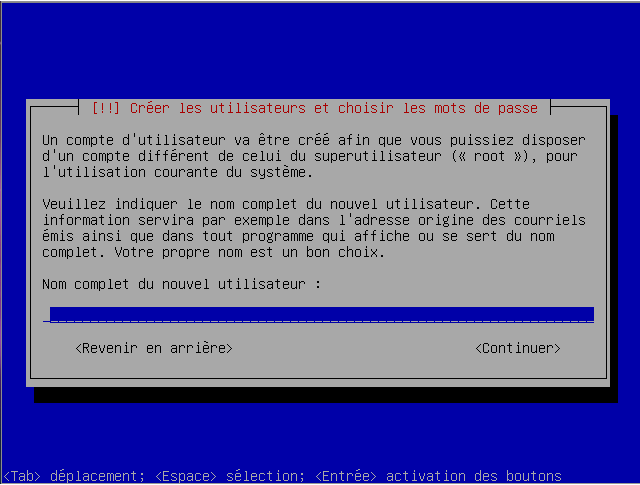 [!!] Créer les utilisateurs et choisir les mots de passe
Un compte d'utilisateur va être créé afin que vous puissiez disposer
d'un compte différent de celui du superutilisateur (« root »), pour
l'utilisation courante du système.
Veuillez indiquer le nom complet du nouvel utilisateur. Cette
information servira par exemple dans l'adresse origine des courriels
émis ainsi que dans tout programme qui affiche ou se sert du nom
complet. Votre propre nom est un bon choix.
Nom complet du nouvel utilisateur :
<Revenir en arrière> <Continuer>
<Tab> déplacement; <Espace> sélection; <Entrée> activation des boutons